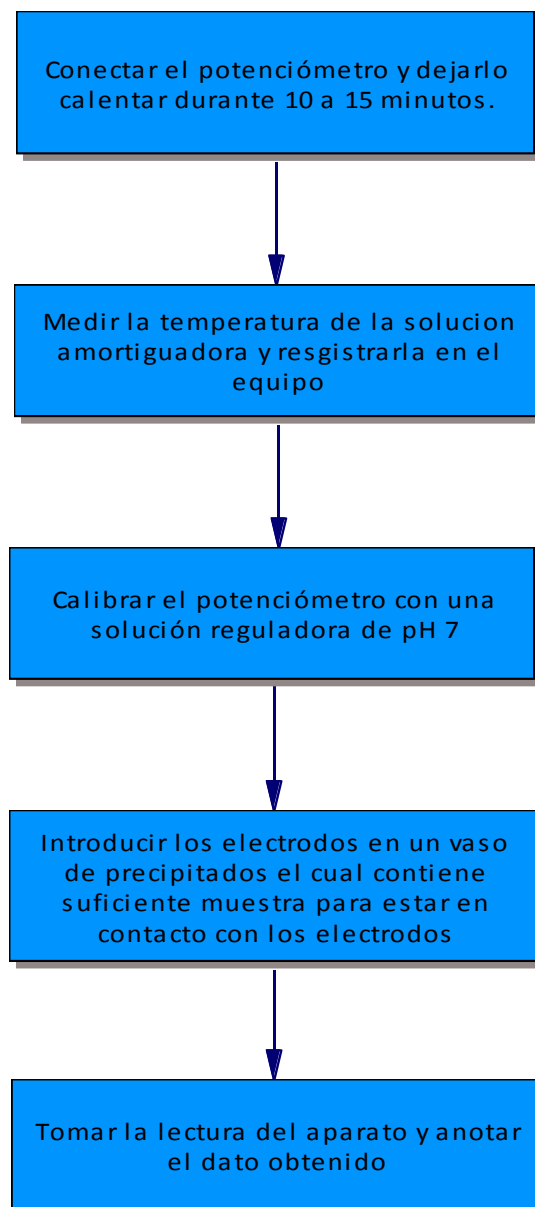 Conectar el potenciómetro y dejarlo
calentar durante 10 a 15 minutos.
Medir la temperatura de la solucion
amortiguadora y resgistrarla en el
equipo
Calibrar el potenciómetro con una
solución reguladora de pH 7
Introducir los electrodos en un vaso
de precipitados el cual contiene
suficiente muestra para estar en
contacto con los electrodos
Tomar la lectura del aparato y anotar
el dato obtenido